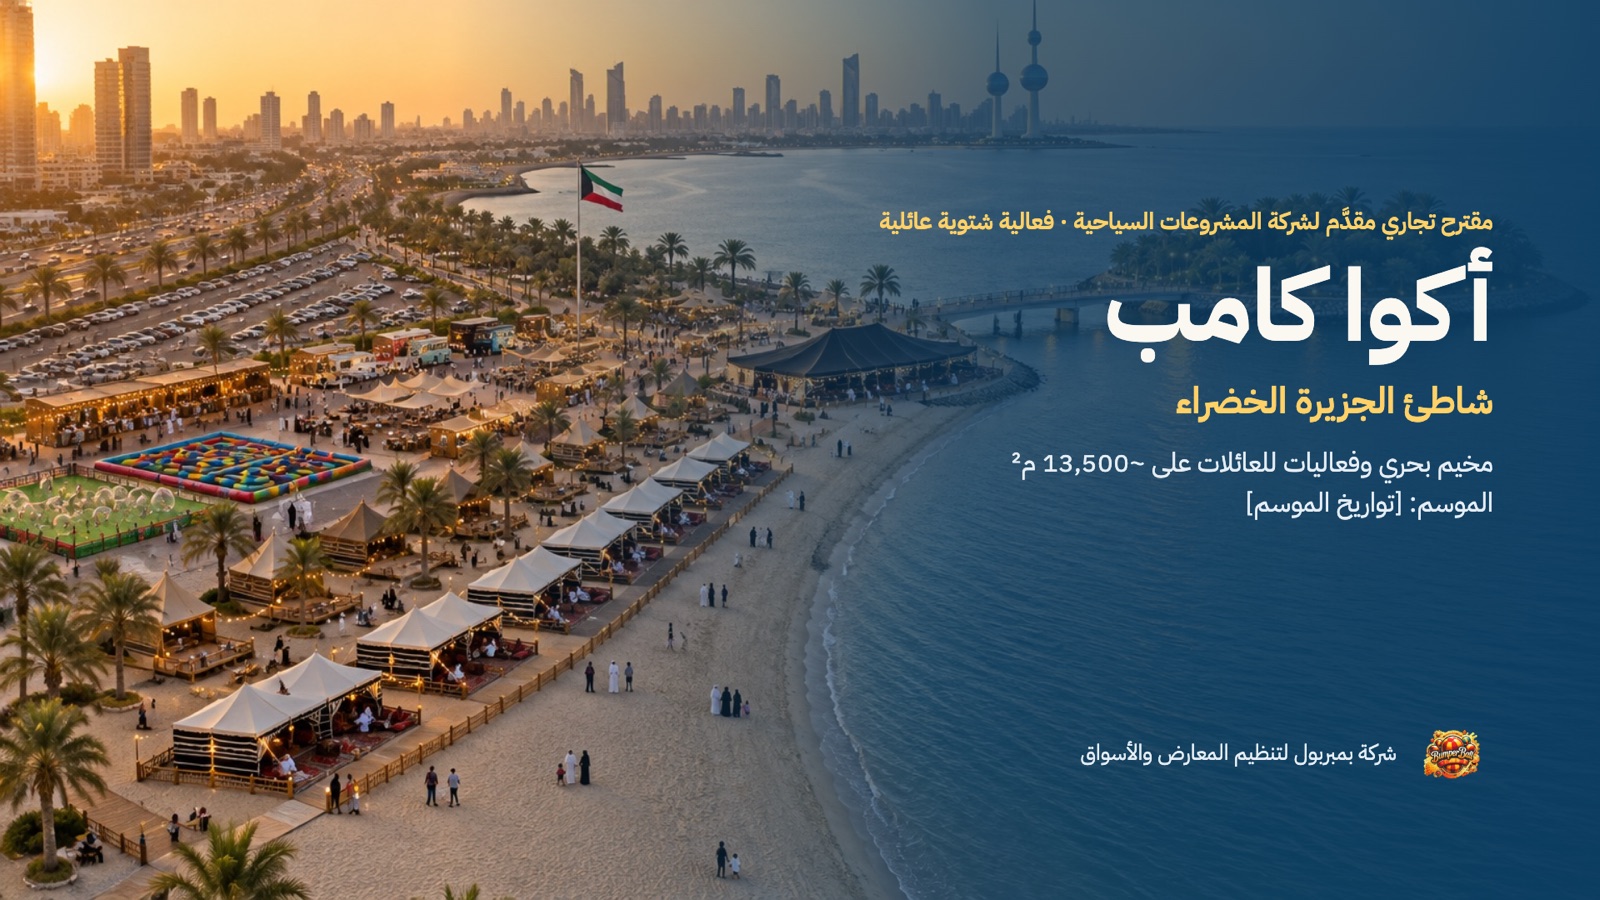 مقترح تجاري مقدَّم لشركة المشروعات السياحية · فعالية شتوية عائلية
أكوا كامب
شاطئ الجزيرة الخضراء
مخيم بحري وفعاليات للعائلات على ~13,500 م²
الموسم: [تواريخ الموسم]
شركة بمبربول لتنظيم المعارض والأسواق